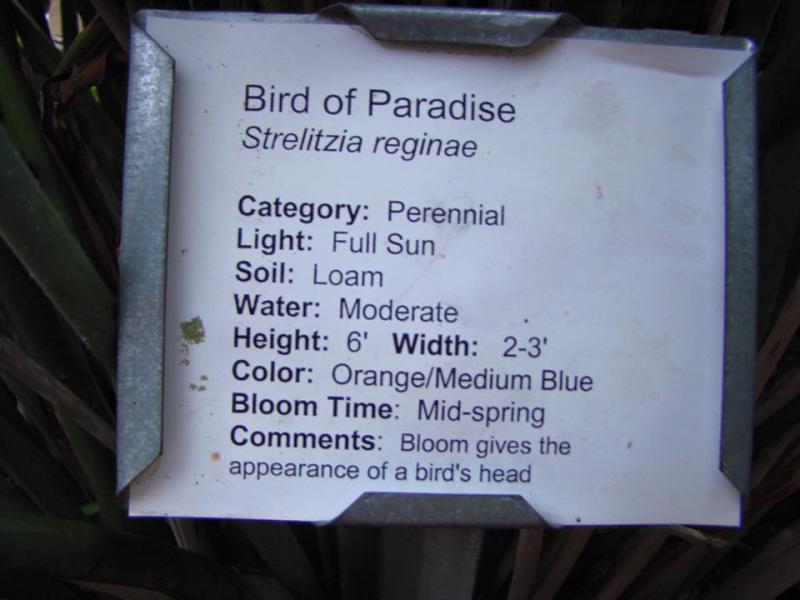 Bird of Paradise
Strelitzia reginae
Category: Perennial
Light: Full Sun
Soil: Loam
Water: Moderate
Height: 6' Width: 2-3'
Color: Orange/Medium Blue
Bloom Time: Mid-spring
Comments: Bloom gives the
appearance of a bird's head